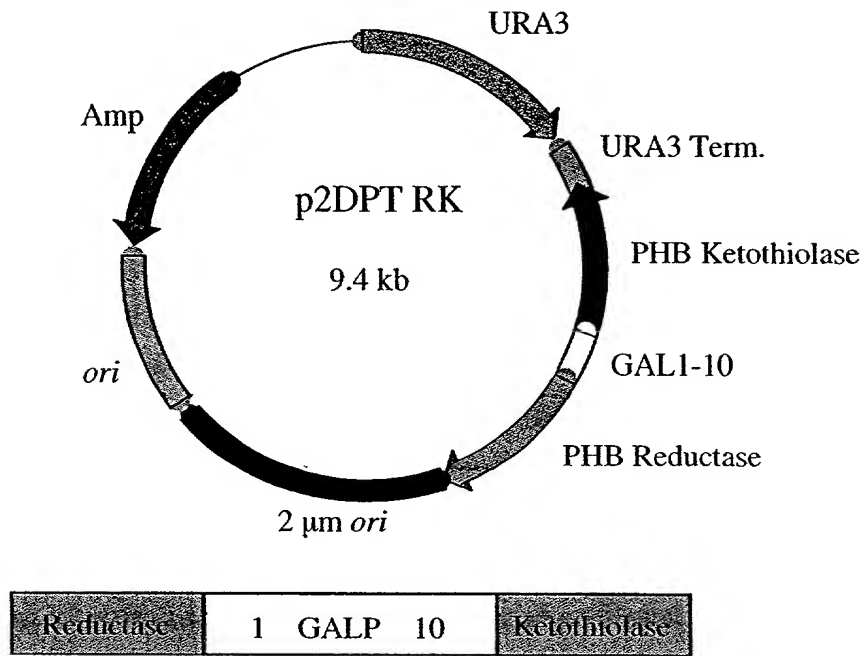 URA3
Amp
URA3 Term.
p2DPT RK
PHB Ketothiolase
9.4 kb
GAL1-10
ori
PHB Reductase
2 μm ori
Reductase 1 GALP 10 Ketothiolase